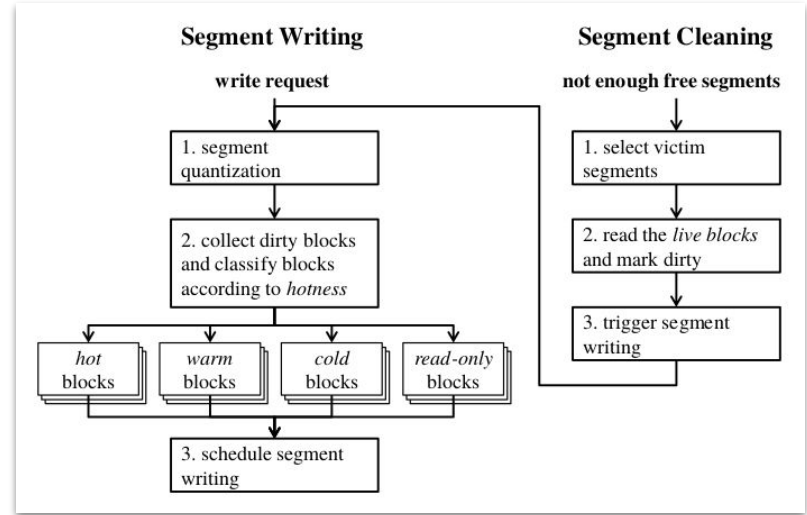 Segment Writing
write request
1. segment
quantization
2. collect dirty blocks
and classify blocks
according to hotness
hot
blocks
warm
blocks
cold
blocks
read-only
blocks
3. schedule segment
writing
Segment Cleaning
not enough free segments
1. select victim
segments
2. read the live blocks
and mark dirty
3. trigger segment
writing